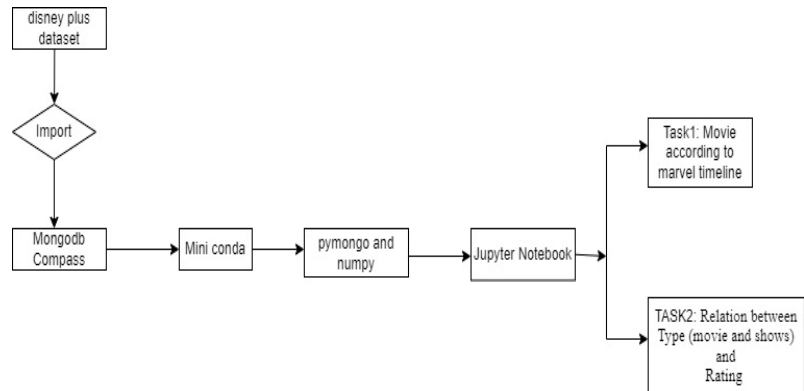 disney plus
dataset
Import
Mongodb
Compass
Mini conda
pymongo and
numpy
Jupyter Notebook
Task1: Movie
according to
marvel timeline
TASK2: Relation between
Type (movie and shows)
and
Rating